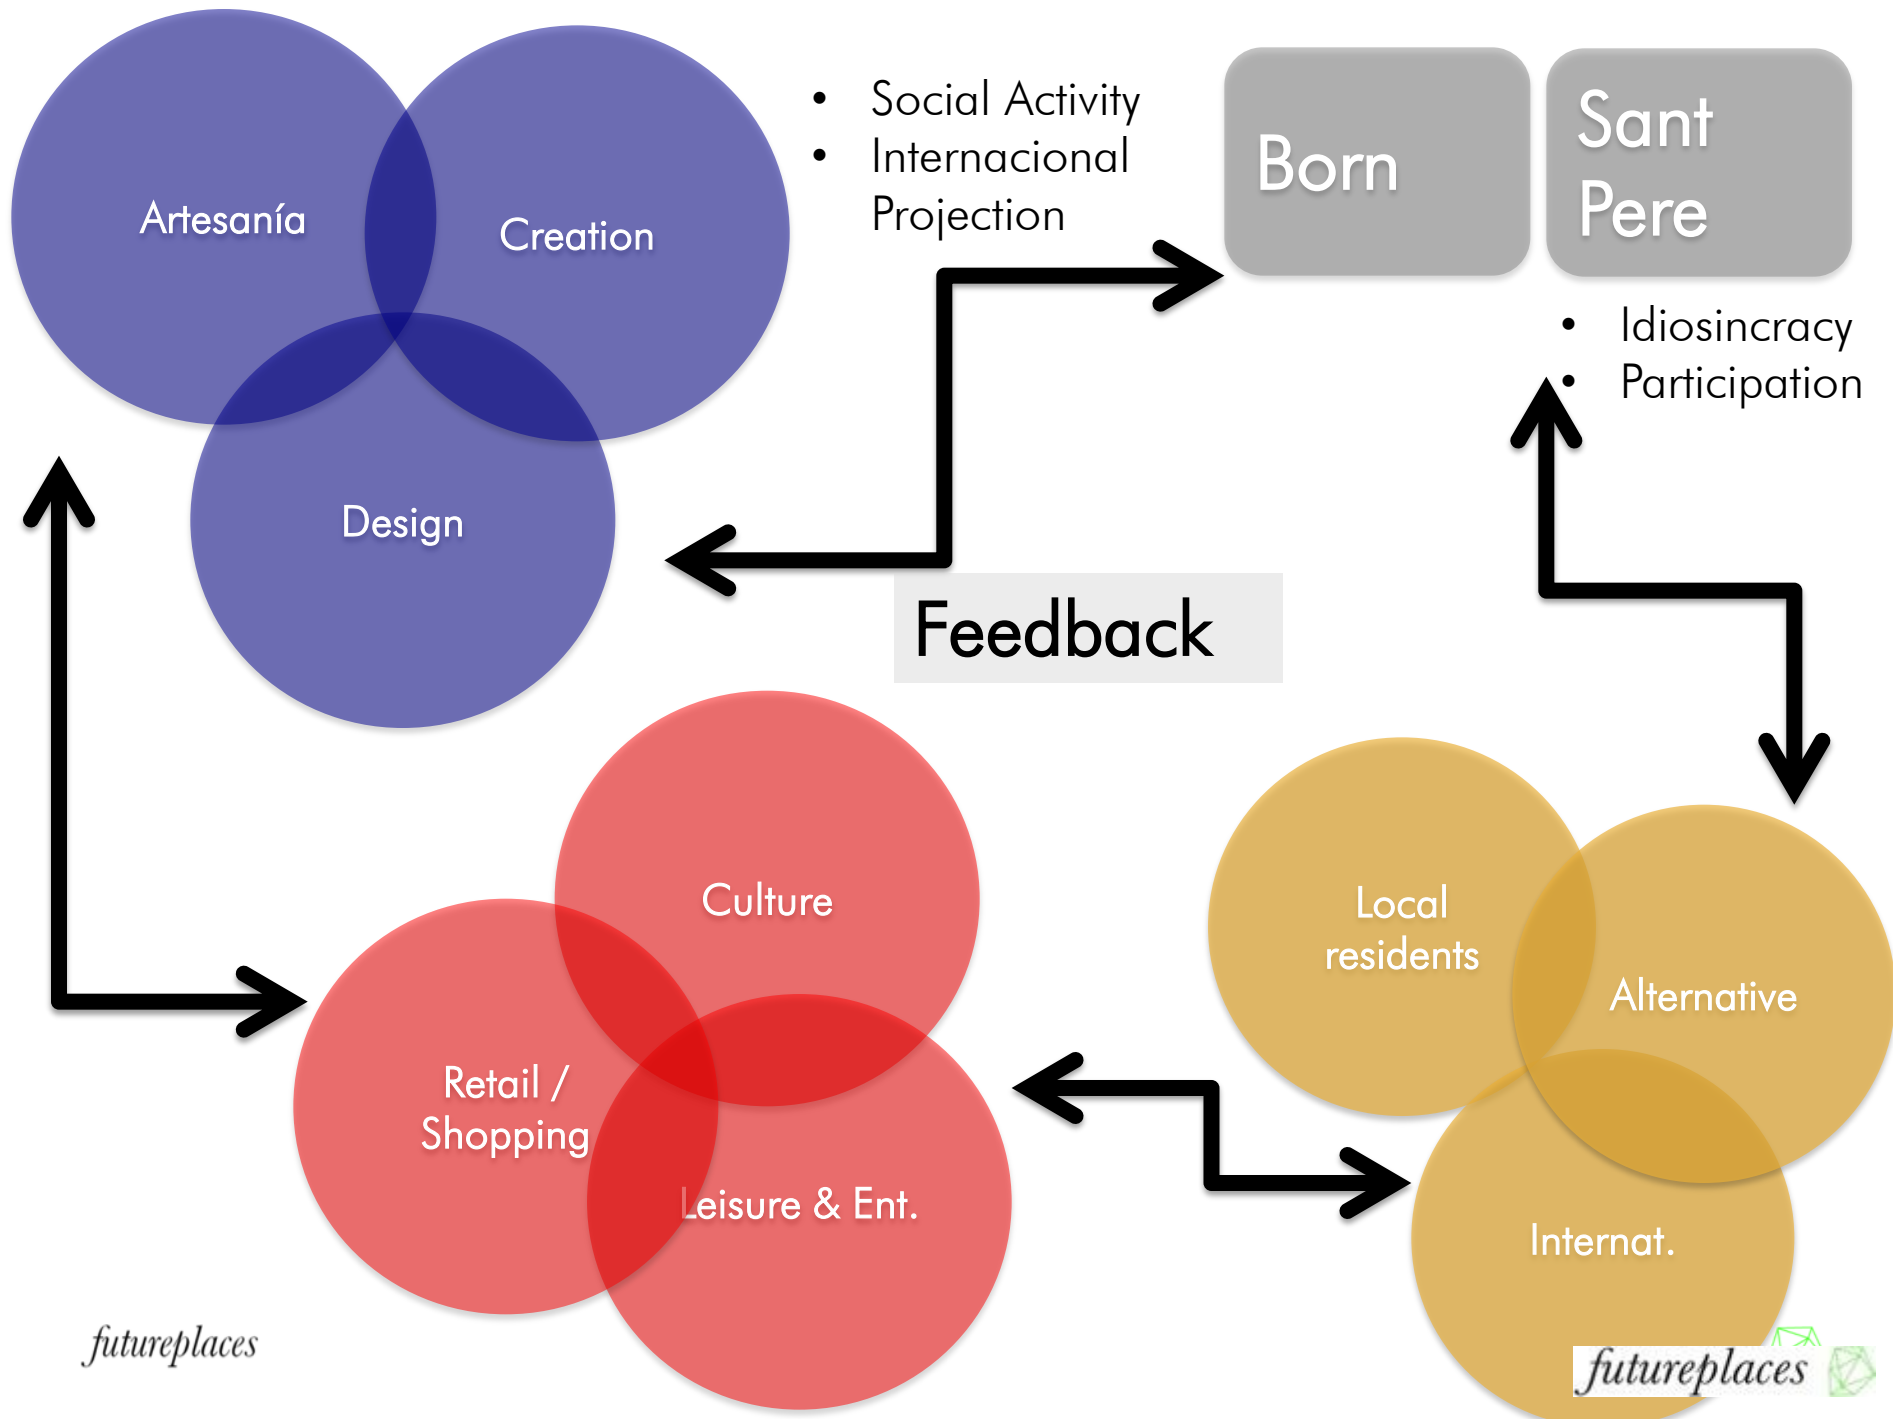 Artesanía
Creation
Design
• Social Activity
• Internacional
Projection
Born
Sant
Pere
• Idiosincracy
• Participation
Feedback
Culture
Retail /
Shopping
Leisure & Ent.
Local
residents
Alternative
Internat.
futureplaces
futureplaces